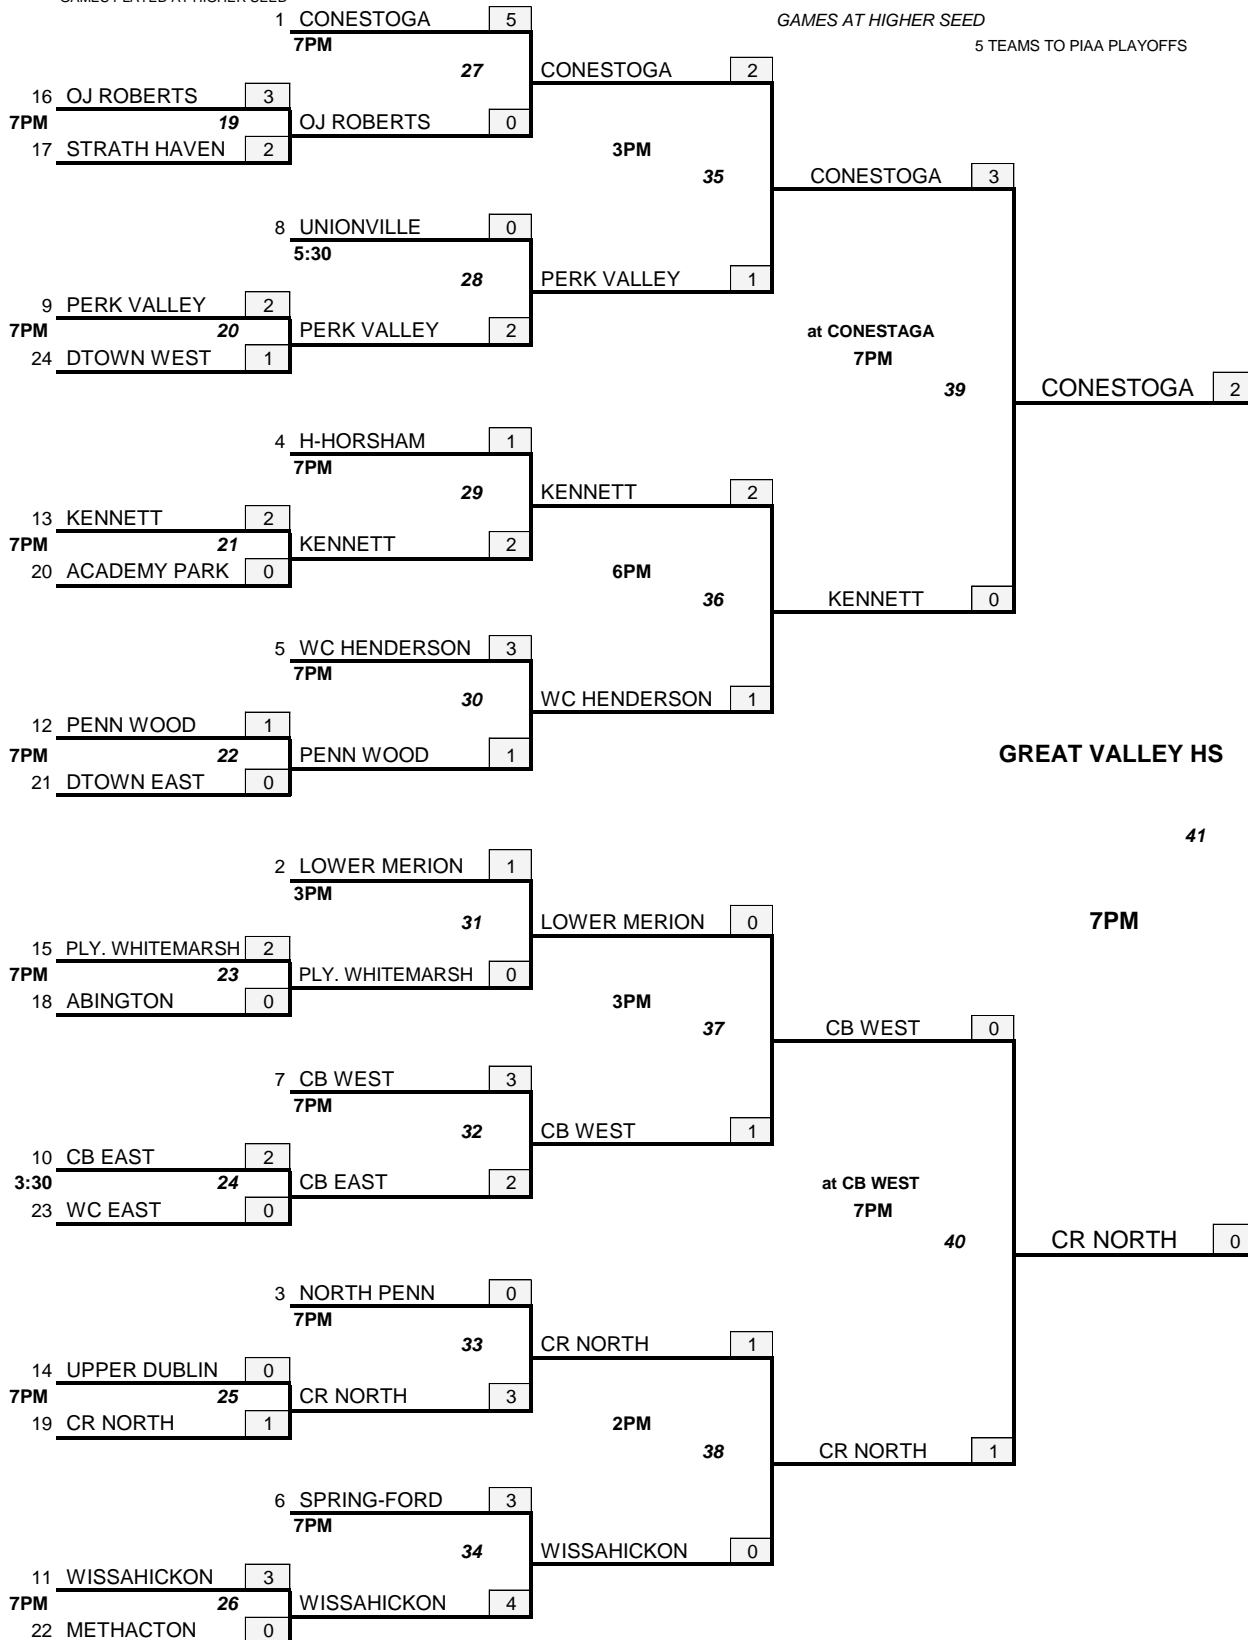 1 CONESTOGA 5
GAMES AT HIGHER SEED
7PM
5 TEAMS TO PIAA PLAYOFFS
27 CONESTOGA 2
16 OJ ROBERTS 3
7PM 19 OJ ROBERTS 0
17 STRATH HAVEN 2
3PM
35 CONESTOGA 3
8 UNIONVILLE 0
5:30
28 PERK VALLEY 1
9 PERK VALLEY 2
7PM 20 PERK VALLEY 2
at CONESTAGA
24 DTOWN WEST 1
7PM
39 CONESTOGA 2
4 H-HORSHAM 1
7PM
29 KENNETT 2
13 KENNETT 2
7PM 21 KENNETT 2
20 ACADEMY PARK 0
6PM
36 KENNETT 0
5 WC HENDERSON 3
7PM
30 WC HENDERSON 1
12 PENN WOOD 1
7PM 22 PENN WOOD 1
GREAT VALLEY HS
21 DTOWN EAST 0
41
2 LOWER MERION 1
3PM
31 LOWER MERION 0
7PM
15 PLY. WHITEMARSH 2
7PM 23 PLY. WHITEMARSH 0
18 ABINGTON 0
3PM
37 CB WEST 0
7 CB WEST 3
7PM
32 CB WEST 1
10 CB EAST 2
3:30 24 CB EAST 2
at CB WEST
23 WC EAST 0
7PM
40 CR NORTH 0
3 NORTH PENN 0
7PM
33 CR NORTH 1
14 UPPER DUBLIN 0
7PM 25 CR NORTH 3
19 CR NORTH 1
2PM
38 CR NORTH 1
6 SPRING-FORD 3
7PM
34 WISSAHICKON 0
11 WISSAHICKON 3
7PM 26 WISSAHICKON 4
22 METHACTON 0